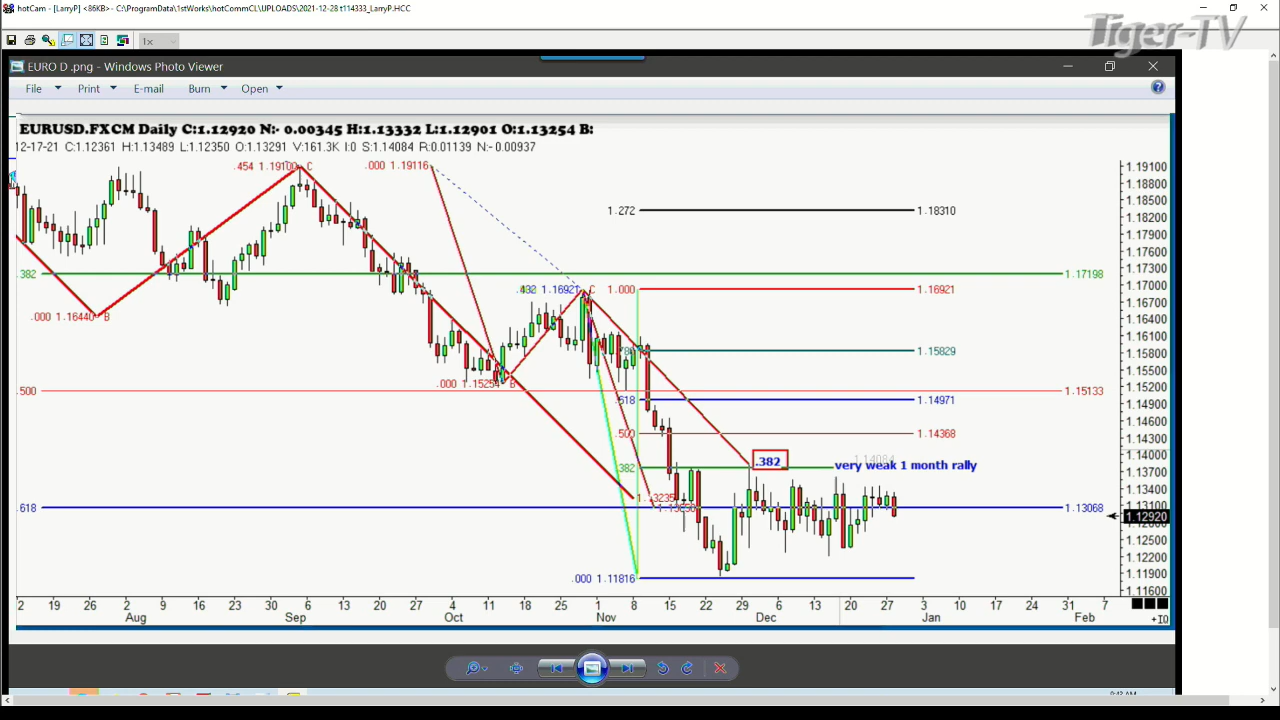 hotCam - [LarryP] <86KB>- C:\ProgramData\1stWorks\hotCommCL\UPLOADS\2021-12-28 t114333_LarryP.HCC
Tiger-TV
1x
EURO D .png - Windows Photo Viewer
File Print E-mail Burn Open
EURUSD.FXCM Daily C:1.12920 N:- 0.00345 H:1.13332 L:1.12901 O:1.13254 B:
12-17-21 C:1.12361 H:1.13489 L:1.12350 O:1.13291 V:161.3K I:0 S:1.14084 R:0.01139 N:-0.00937
.454 1.19100 C .000 1.19116
1.272 1.18310
.382 1.17198
.000 1.16440 B
1.16921 C 1.000 1.16921
1.15829
.000 1.15254 B
.500 1.15133
.618 1.14971
.500 1.14368
.382
.382
1.14084
very weak 1 month rally
1.13235
.618 1.13068
.000 1.11816
1.19100
1.18800
1.18500
1.18200
1.17900
1.17600
1.17300
1.17000
1.16700
1.16400
1.16100
1.15800
1.15500
1.15200
1.14900
1.14600
1.14300
1.14000
1.13700
1.13400
1.13100
1.12920
1.12500
1.12200
1.11900
1.11600
2 19 26 2 9 16 23 30 6 13 20 27 4 11 18 25 1 8 15 22 29 6 13 20 27 3 10 17 24 31 7
Aug Sep Oct Nov Dec Jan Feb